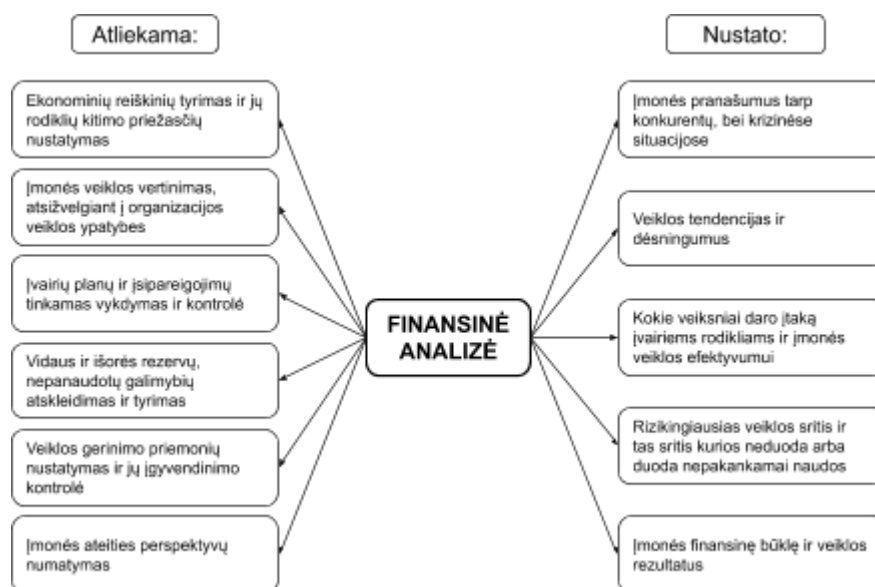 Atliekama:
Ekonominių reiškinių tyrimas ir jų
rodiklių kitimo priežasčių
nustatymas
Įmonės veiklos vertinimas,
atsižvelgiant į organizacijos
veiklos ypatybes
Įvairių planų ir įsipareigojimų
tinkamas vykdymas ir kontrolė
Vidaus ir išorės rezervų,
nepanaudotų galimybių
atskleidimas ir tyrimas
Veiklos gerinimo priemonių
nustatymas ir jų įgyvendinimo
kontrolė
Įmonės ateities perspektyvų
numatymas
FINANSINĖ
ANALIZĖ
Nustato:
Įmonės pranašumus tarp
konkurentų, bei krizinėse
situacijose
Veiklos tendencijas ir
dėsningumus
Kokie veiksniai daro įtaką
įvairiems rodikliams ir įmonės
veiklos efektyvumui
Rizikingiausias veiklos sritis ir
tas sritis kurios neduoda arba
duoda nepakankamai naudos
Įmonės finansinę būklę ir veiklos
rezultatus